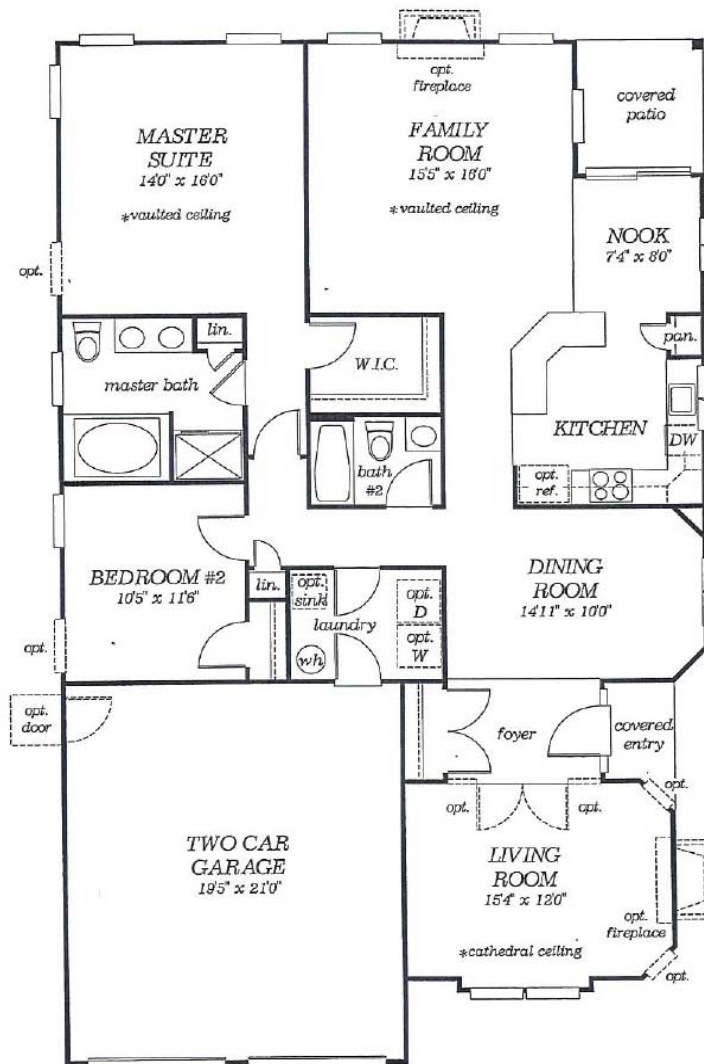 opt.
fireplace
covered
patio
MASTER
SUITE
14'0" x 16'0"
*vaulted ceiling
FAMILY
ROOM
15'5" x 16'0"
*vaulted ceiling
NOOK
7'4" x 8'0"
opt.
lin.
pan.
master bath
W.I.C.
KITCHEN
DW
bath
#2
opt.
ref.
BEDROOM #2
10'5" x 11'6"
lin.
opt.
sink
laundry
opt.
D
opt.
W
wh
DINING
ROOM
14'11" x 10'0"
opt.
opt.
door
foyer
covered
entry
opt.
opt.
opt.
TWO CAR
GARAGE
19'5" x 21'0"
LIVING
ROOM
15'4" x 12'0"
*cathedral ceiling
opt.
fireplace
opt.